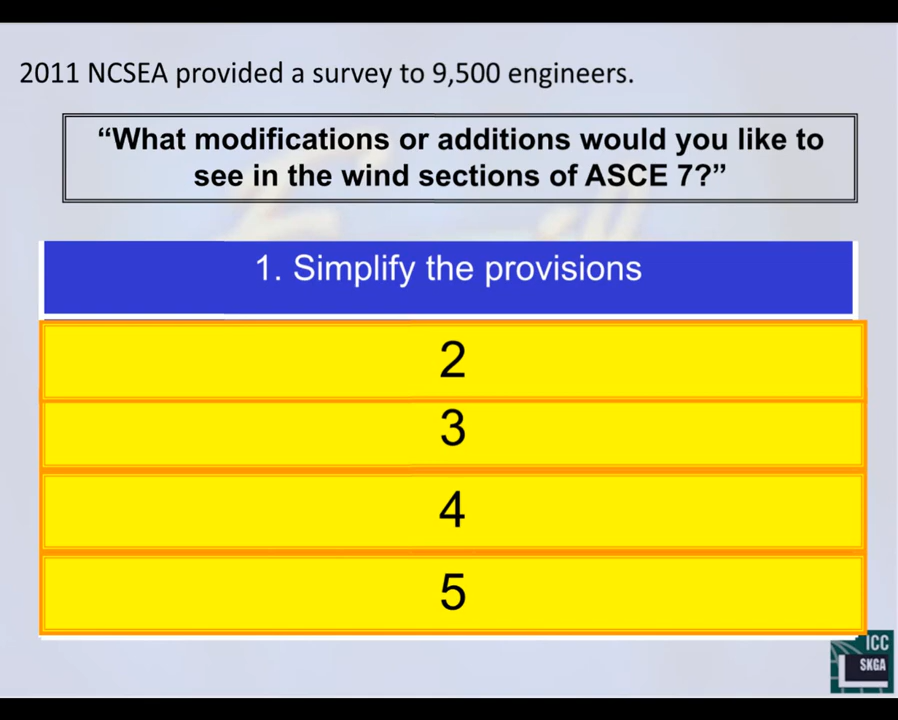 2011 NCSEA provided a survey to 9,500 engineers.
“What modifications or additions would you like to
see in the wind sections of ASCE 7?”
1. Simplify the provisions
2
3
4
5
ICC
SKGA